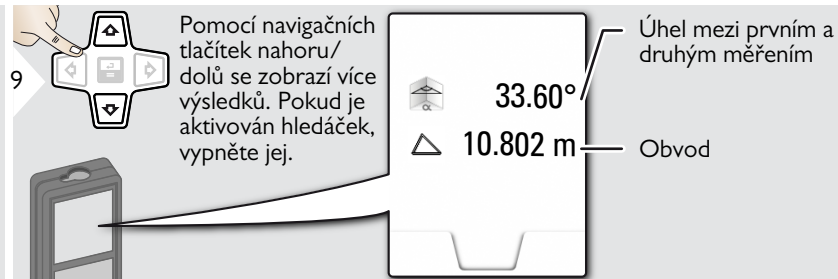 9
Pomocí navigačních
tlačítek nahoru/
dolů se zobrazí více
výsledků. Pokud je
aktivován hledáček,
vypněte jej.
α
33.60°
10.802 m
Úhel mezi prvním a
druhým měřením
Obvod